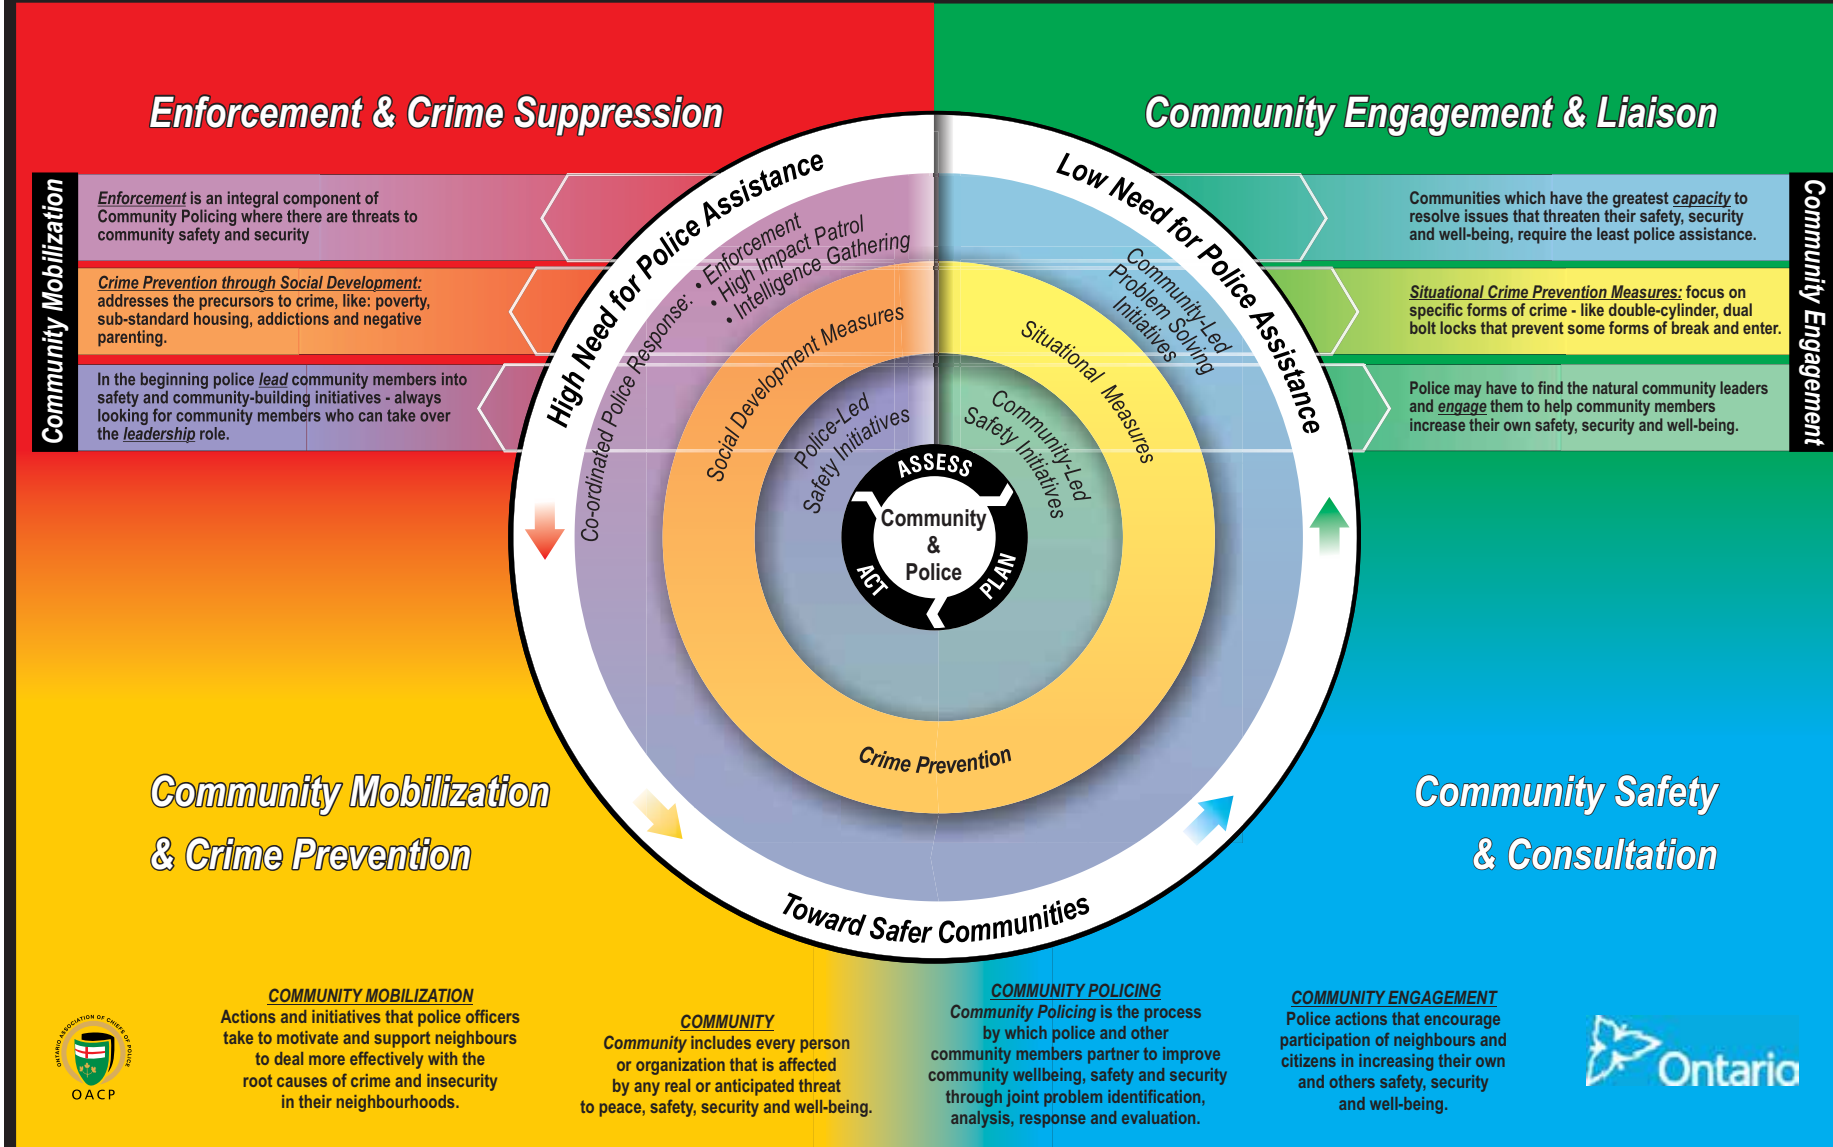 Enforcement & Crime Suppression
Community Engagement & Liaison
Community Mobilization
Enforcement is an integral component of
Community Policing where there are threats to
community safety and security
Crime Prevention through Social Development:
addresses the precursors to crime, like: poverty,
sub-standard housing, addictions and negative
parenting.
In the beginning police lead community members into
safety and community-building initiatives - always
looking for community members who can take over
the leadership role.
High Need for Police Assistance
Low Need for Police Assistance
Co-ordinated Police Response:
• Enforcement
• High Impact Patrol
• Intelligence Gathering
Social Development Measures
Police-Led
Safety Initiatives
Community-Led
Problem Solving
Initiatives
Situational Measures
Community-Led
Safety Initiatives
ASSESS
PLAN
ACT
Community
&
Police
Crime Prevention
Toward Safer Communities
Communities which have the greatest capacity to
resolve issues that threaten their safety, security
and well-being, require the least police assistance.
Situational Crime Prevention Measures: focus on
specific forms of crime - like double-cylinder, dual
bolt locks that prevent some forms of break and enter.
Police may have to find the natural community leaders
and engage them to help community members
increase their own safety, security and well-being.
Community Engagement
Community Mobilization
& Crime Prevention
Community Safety
& Consultation
ONTARIO ASSOCIATION OF CHIEFS OF POLICE
OACP
COMMUNITY MOBILIZATION
Actions and initiatives that police officers
take to motivate and support neighbours
to deal more effectively with the
root causes of crime and insecurity
in their neighbourhoods.
COMMUNITY
Community includes every person
or organization that is affected
by any real or anticipated threat
to peace, safety, security and well-being.
COMMUNITY POLICING
Community Policing is the process
by which police and other
community members partner to improve
community wellbeing, safety and security
through joint problem identification,
analysis, response and evaluation.
COMMUNITY ENGAGEMENT
Police actions that encourage
participation of neighbours and
citizens in increasing their own
and others safety, security
and well-being.
Ontario